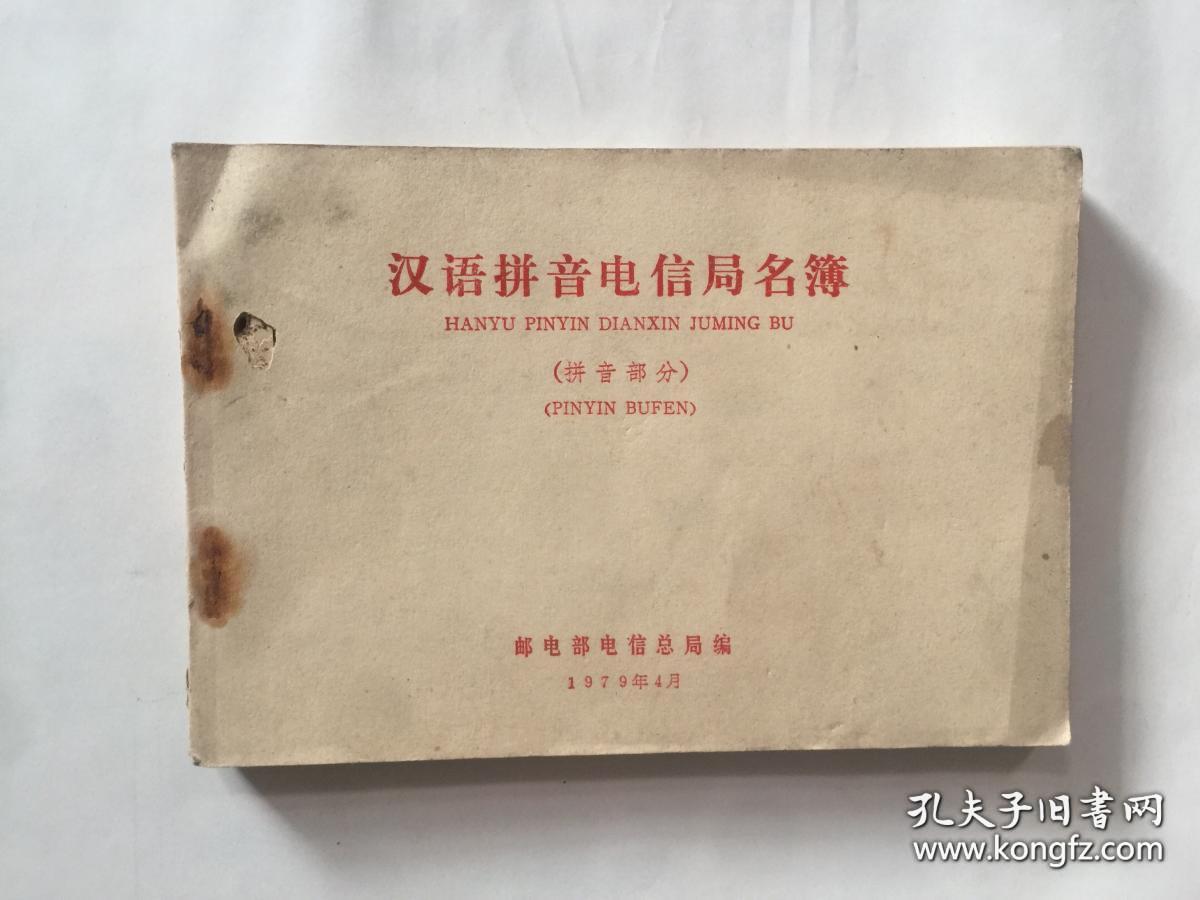 汉语拼音电信局名簿
HANYU PINYIN DIANXIN JUMING BU
(拼音部分)
(PINYIN BUFEN)
邮电部电信总局编
1979年4月
孔夫子旧书网
www.kongfz.com